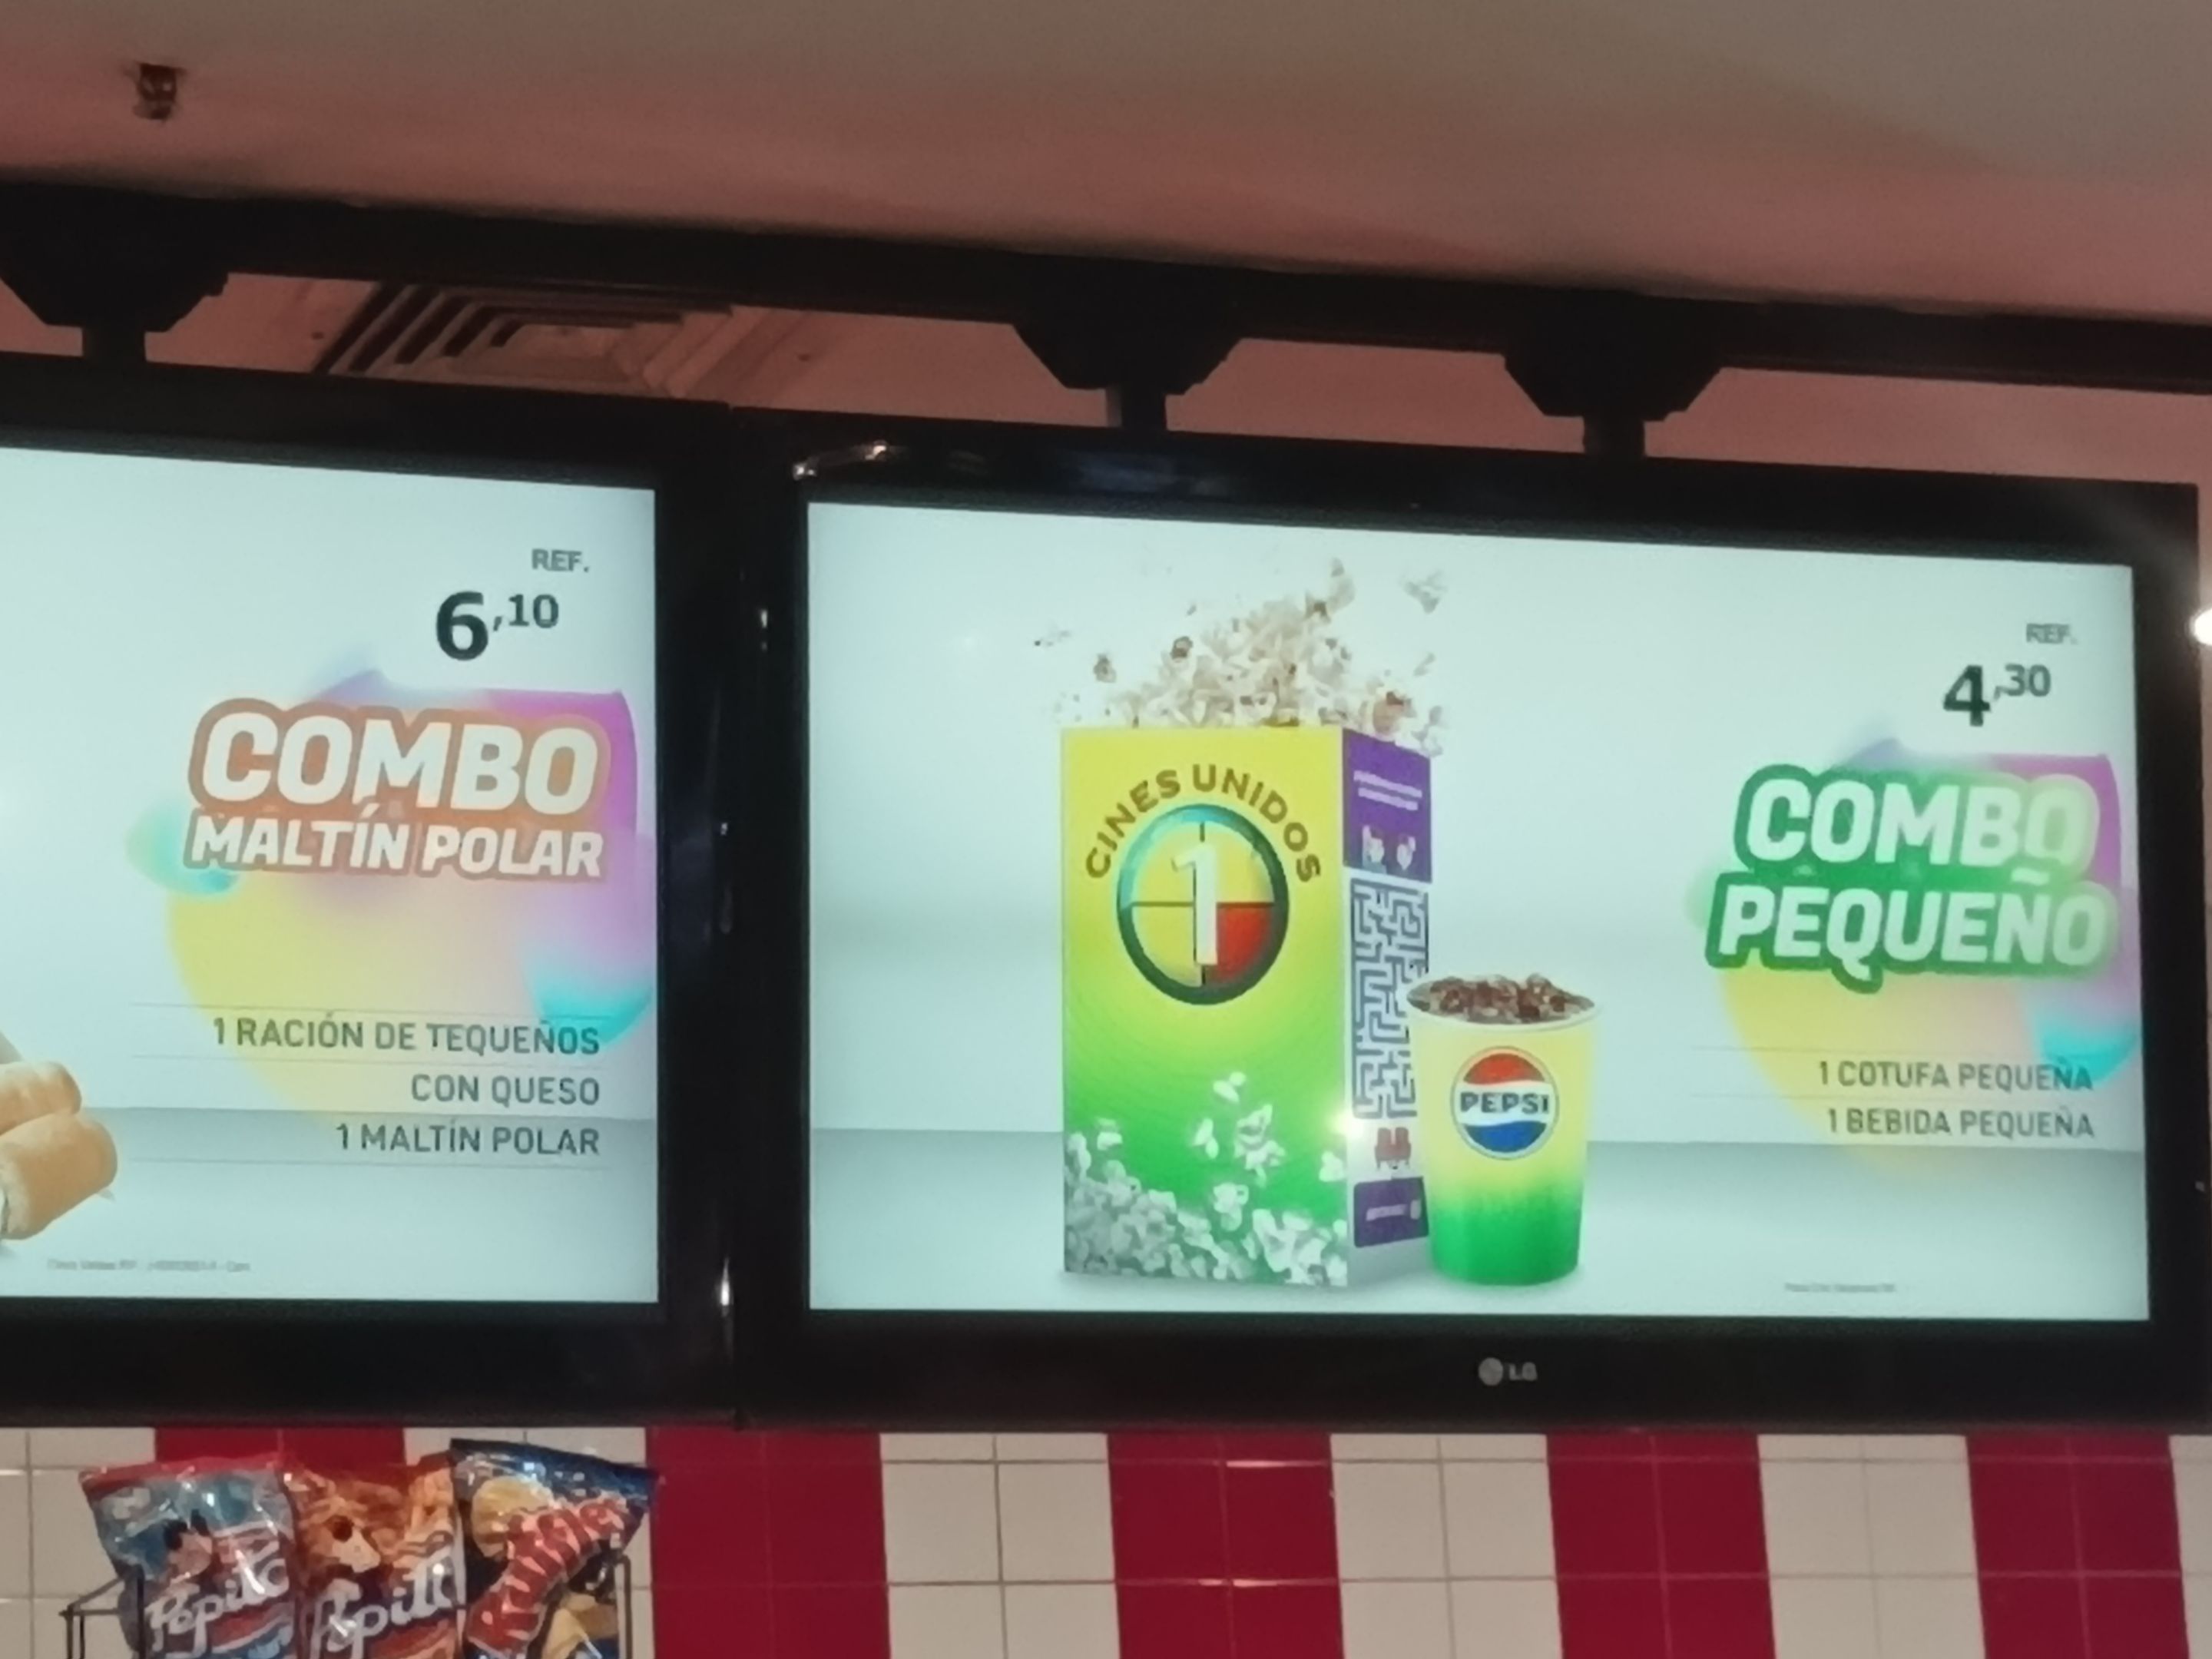 REF.
6,10
COMBO
MALTÍN POLAR
1 RACIÓN DE TEQUEÑOS
CON QUESO
1 MALTÍN POLAR
REF.
4,30
COMBO
PEQUEÑO
1 COTUFA PEQUEÑA
1 BEBIDA PEQUEÑA
CINES UNIDOS
1
PEPSI
LG
Pepito
Pepito
Ruffles